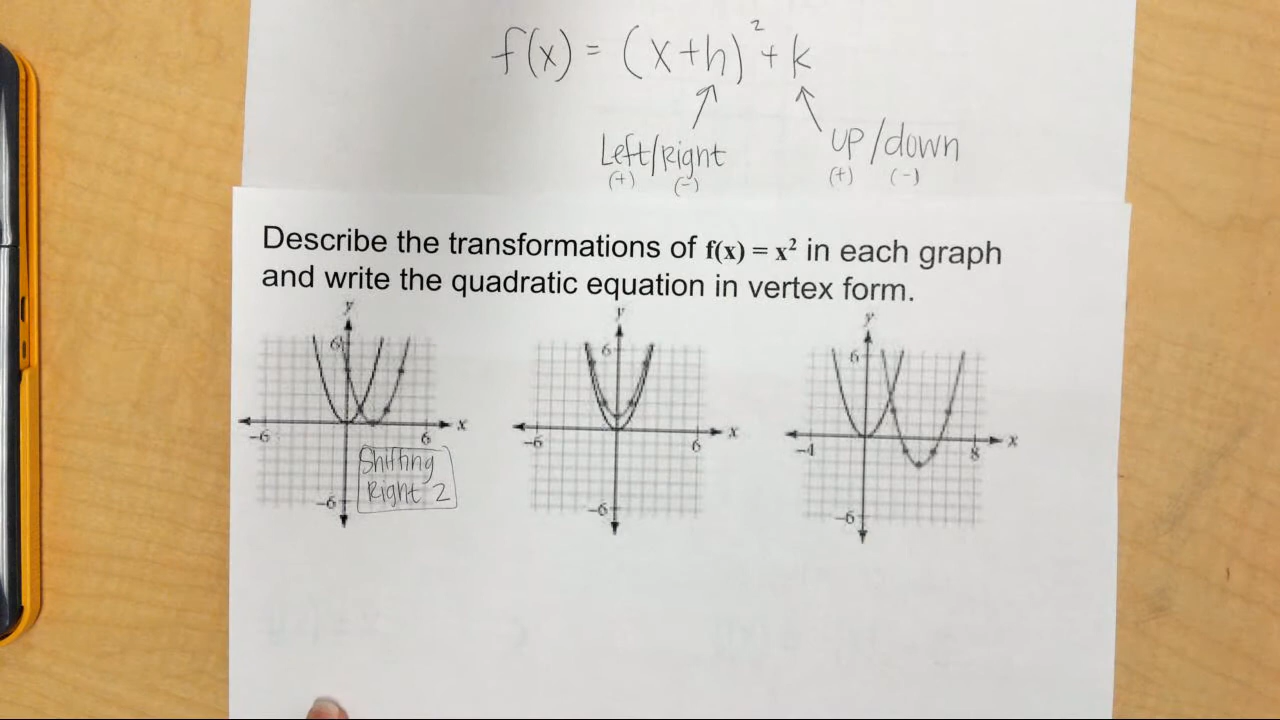 f(x) = (x+h)² + k
Left/Right
(+) (-)
up/down
(+) (-)
Describe the transformations of f(x) = x² in each graph
and write the quadratic equation in vertex form.
y
6
x
-6
6
-6
Shifting
Right 2
y
6
x
-6
6
-6
y
6
x
-4
8
-6